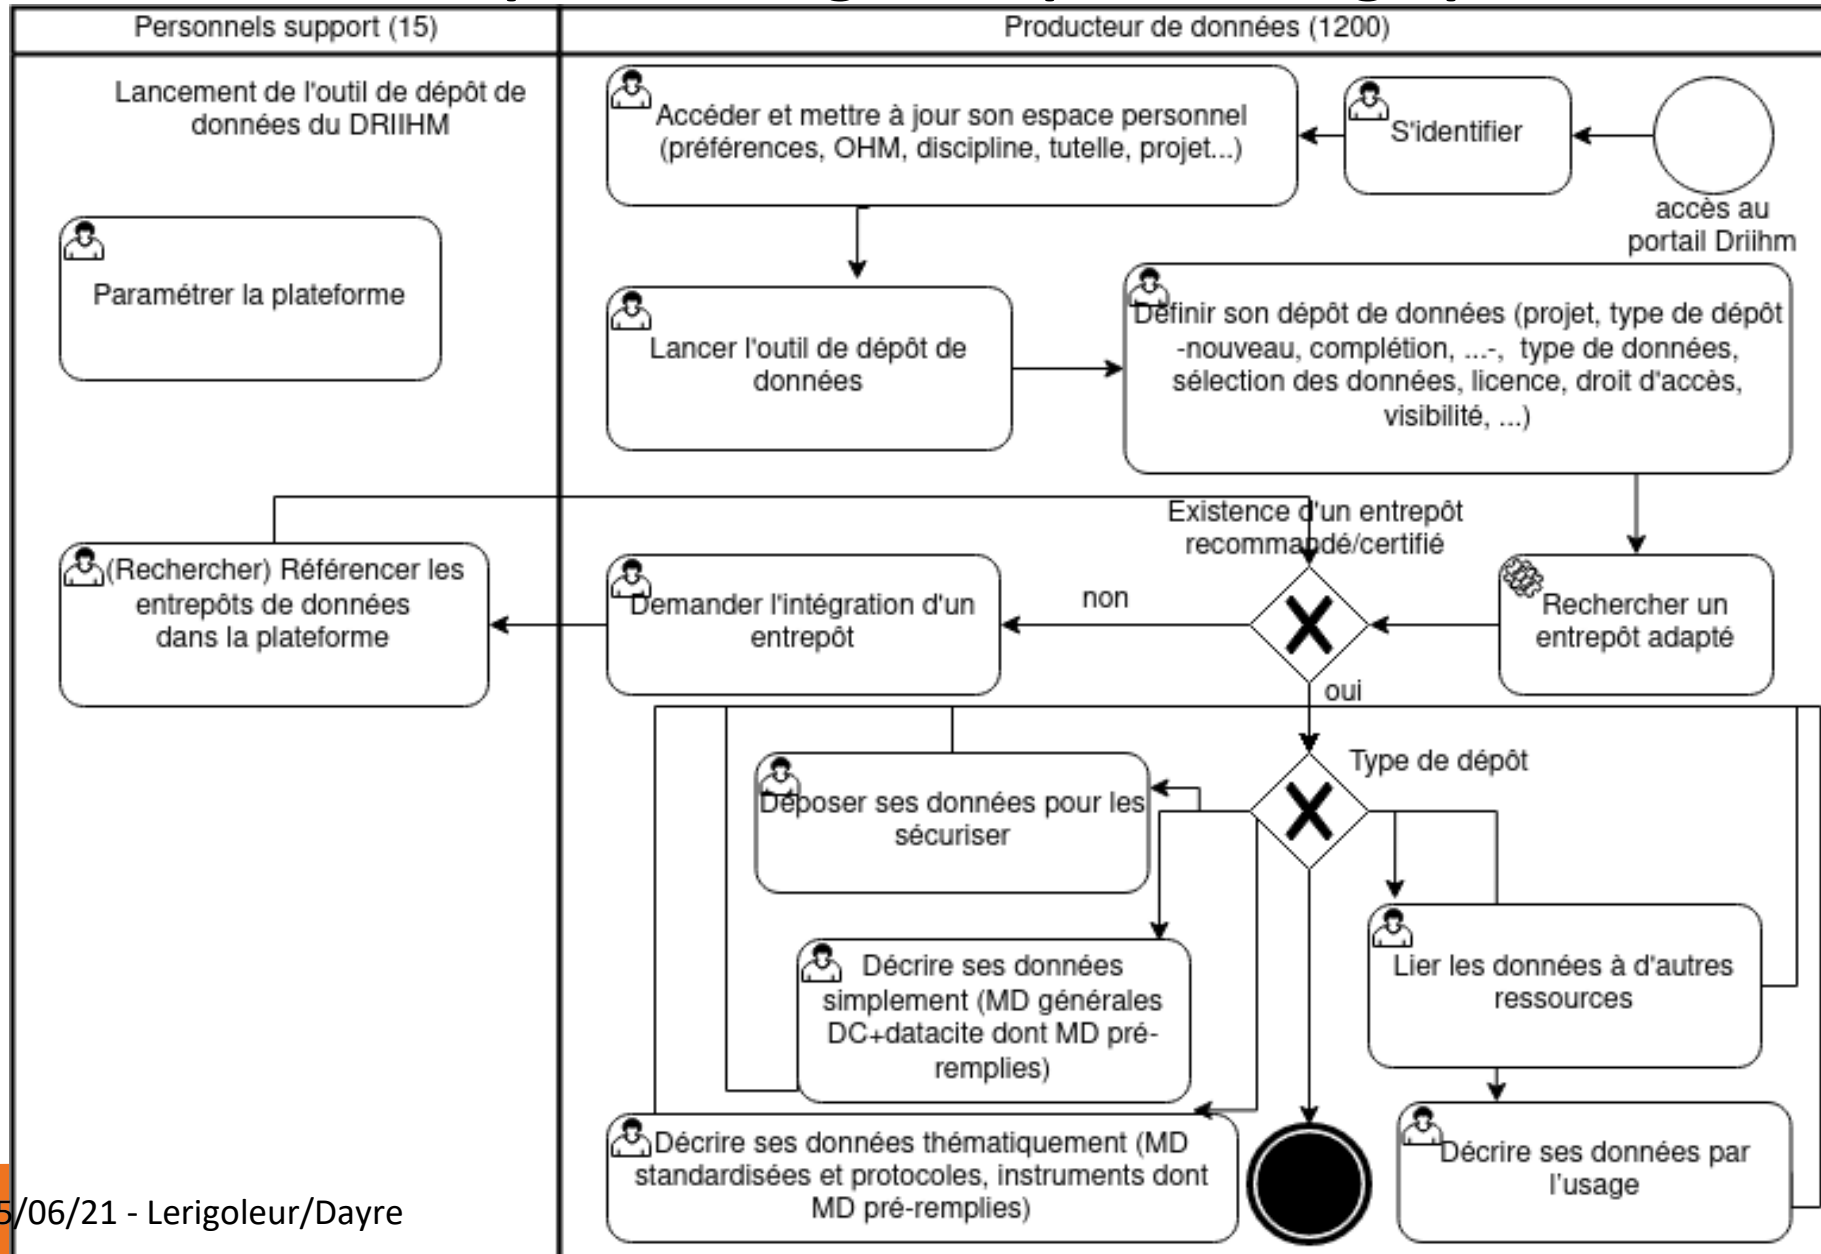 Personnels support (15)
Producteur de données (1200)
Lancement de l'outil de dépôt de
données du DRIIHM
Accéder et mettre à jour son espace personnel
(préférences, OHM, discipline, tutelle, projet...)
S'identifier
accès au
portail Driihm
Paramétrer la plateforme
Lancer l'outil de dépôt de
données
Définir son dépôt de données (projet, type de dépôt
-nouveau, complétion, ...-, type de données,
sélection des données, licence, droit d'accès,
visibilité, ...)
Existence d'un entrepôt
recommandé/certifié
(Rechercher) Référencer les
entrepôts de données
dans la plateforme
Demander l'intégration d'un
entrepôt
non
Rechercher un
entrepôt adapté
oui
Type de dépôt
Déposer ses données pour les
sécuriser
Décrire ses données
simplement (MD générales
DC+datacite dont MD pré-
remplies)
Lier les données à d'autres
ressources
Décrire ses données thématiquement (MD
standardisées et protocoles, instruments dont
MD pré-remplies)
Décrire ses données par
l'usage
5/06/21 - Lerigoleur/Dayre